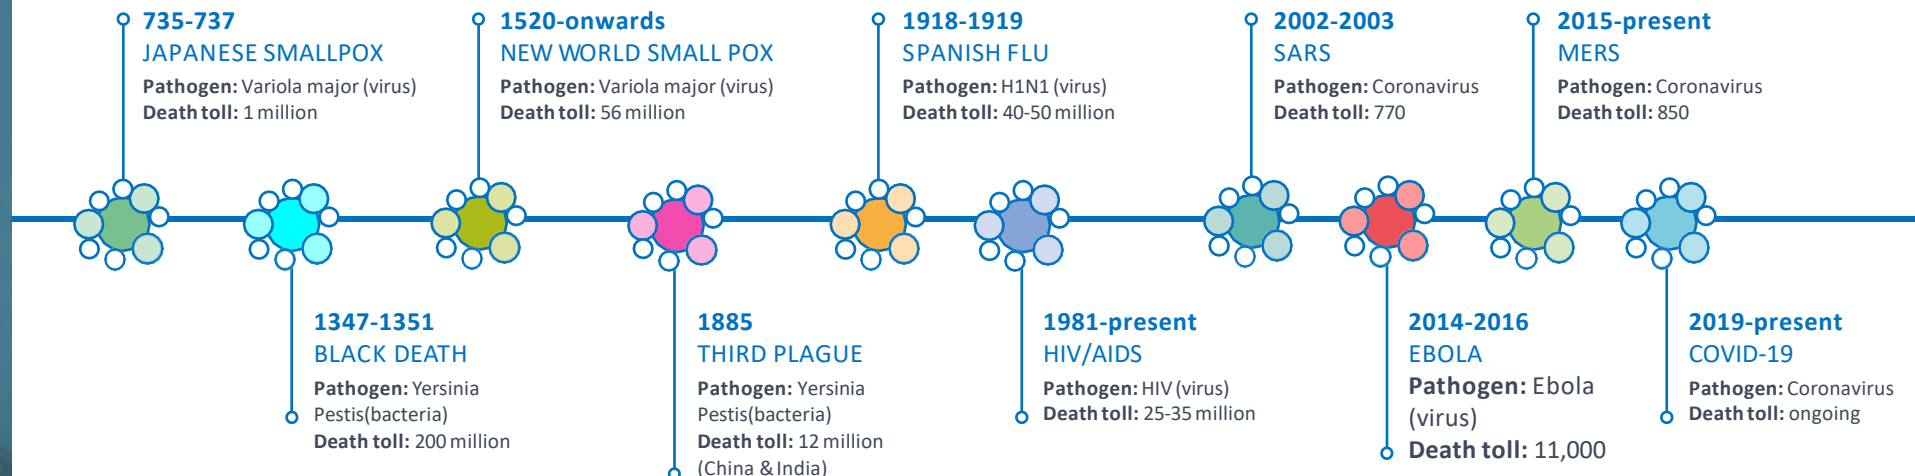 735-737
JAPANESE SMALLPOX
Pathogen: Variola major (virus)
Death toll: 1 million
1520-onwards
NEW WORLD SMALL POX
Pathogen: Variola major (virus)
Death toll: 56 million
1918-1919
SPANISH FLU
Pathogen: H1N1 (virus)
Death toll: 40-50 million
2002-2003
SARS
Pathogen: Coronavirus
Death toll: 770
2015-present
MERS
Pathogen: Coronavirus
Death toll: 850
1347-1351
BLACK DEATH
Pathogen: Yersinia
Pestis(bacteria)
Death toll: 200 million
1885
THIRD PLAGUE
Pathogen: Yersinia
Pestis(bacteria)
Death toll: 12 million
(China & India)
1981-present
HIV/AIDS
Pathogen: HIV (virus)
Death toll: 25-35 million
2014-2016
EBOLA
Pathogen: Ebola
(virus)
Death toll: 11,000
2019-present
COVID-19
Pathogen: Coronavirus
Death toll: ongoing